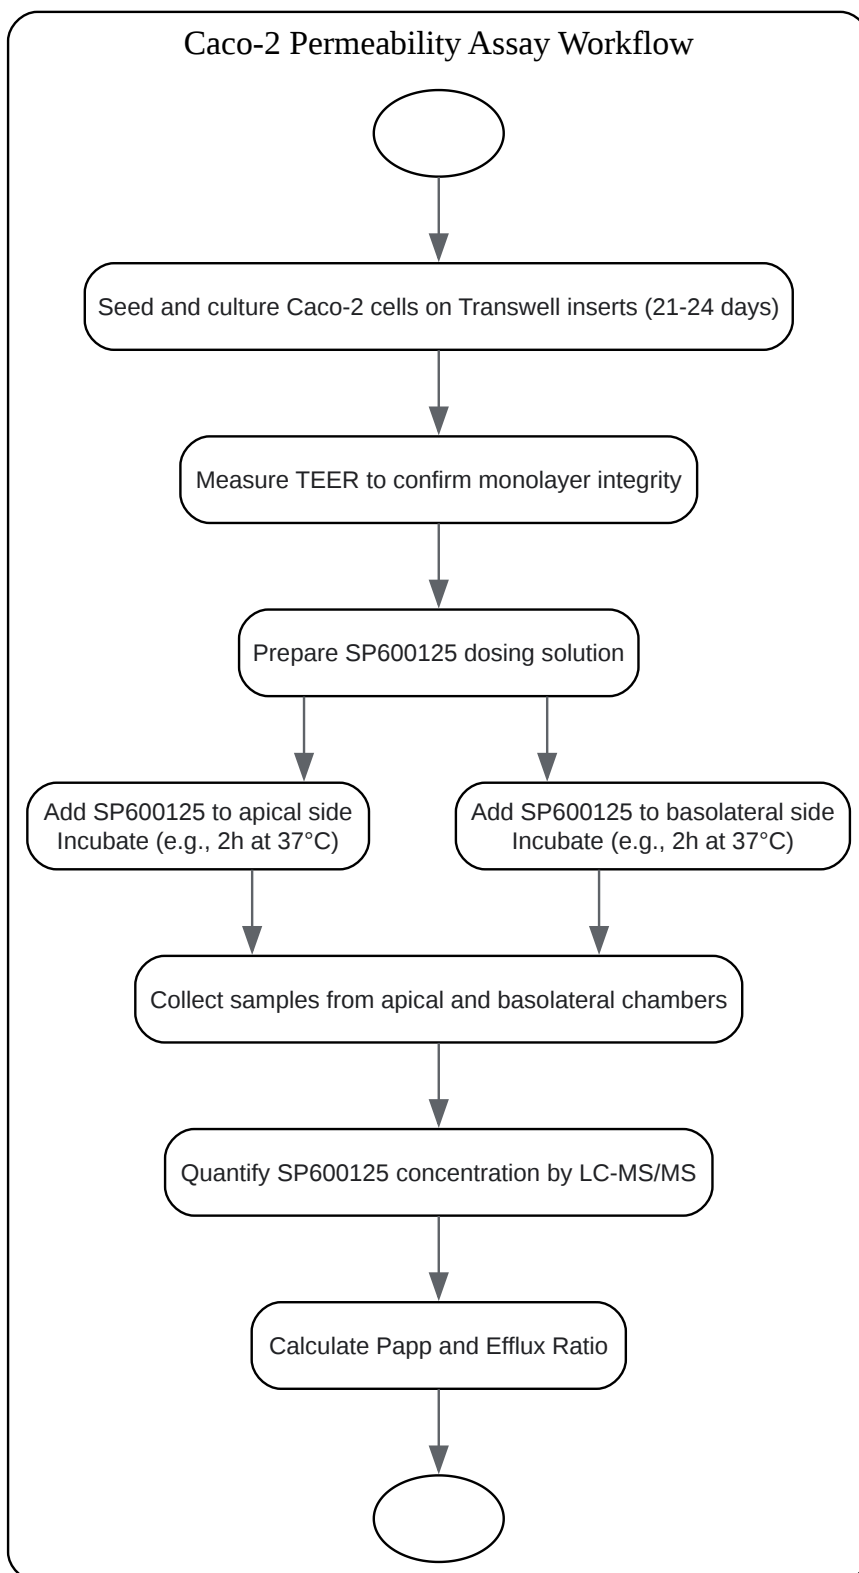 Caco-2 Permeability Assay Workflow
Seed and culture Caco-2 cells on Transwell inserts (21-24 days)
Measure TEER to confirm monolayer integrity
Prepare SP600125 dosing solution
Add SP600125 to apical side
Incubate (e.g., 2h at 37°C)
Add SP600125 to basolateral side
Incubate (e.g., 2h at 37°C)
Collect samples from apical and basolateral chambers
Quantify SP600125 concentration by LC-MS/MS
Calculate Papp and Efflux Ratio